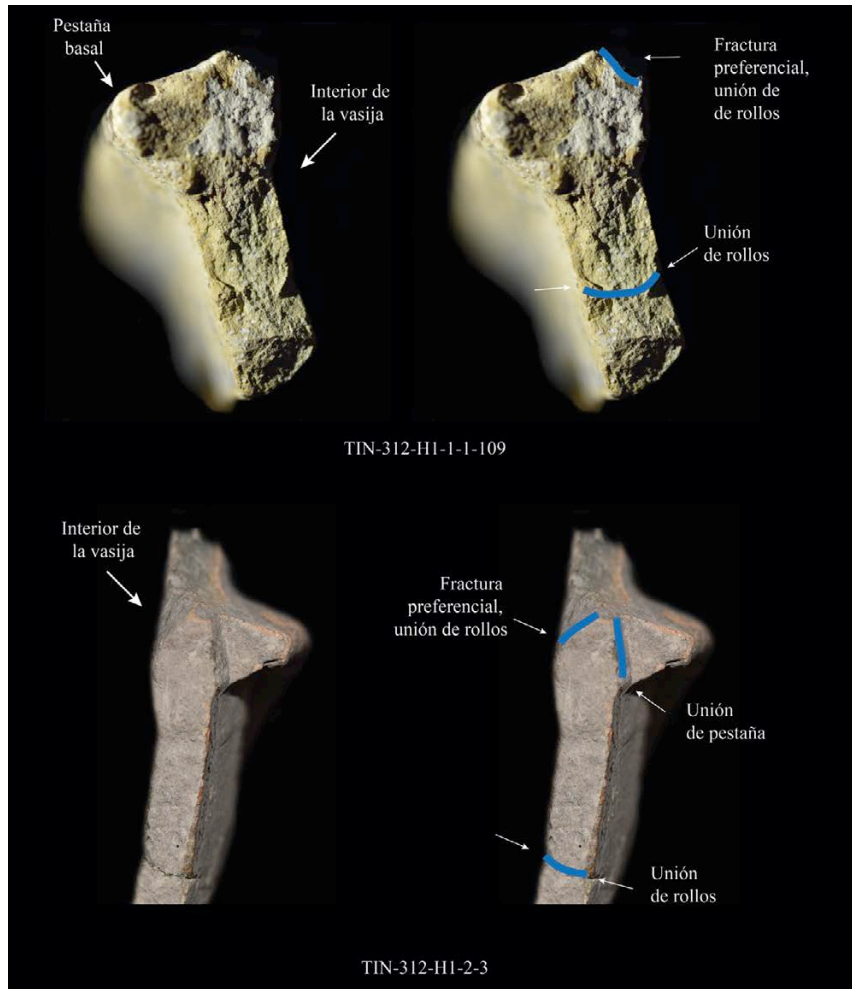 Pestaña
basal
Interior de
la vasija
Fractura
preferencial,
unión de
de rollos
Unión
de rollos
TIN-312-H1-1-1-109
Interior de
la vasija
Fractura
preferencial,
unión de rollos
Unión
de pestaña
Unión
de rollos
TIN-312-H1-2-3